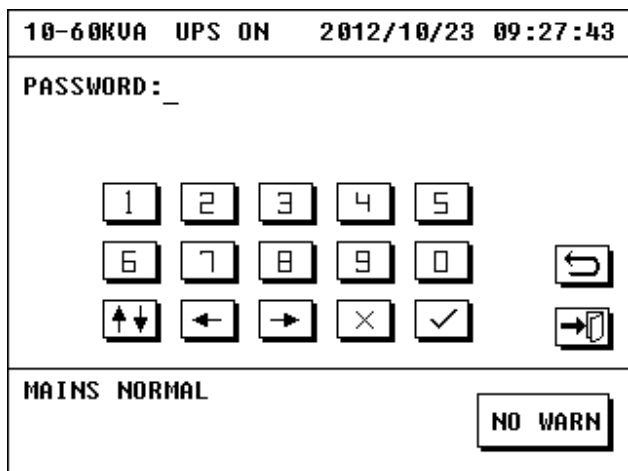 10-60KVA UPS ON 2012/10/23 09:27:43
PASSWORD:_
1 2 3 4 5
6 7 8 9 0
MAINS NORMAL
NO WARN